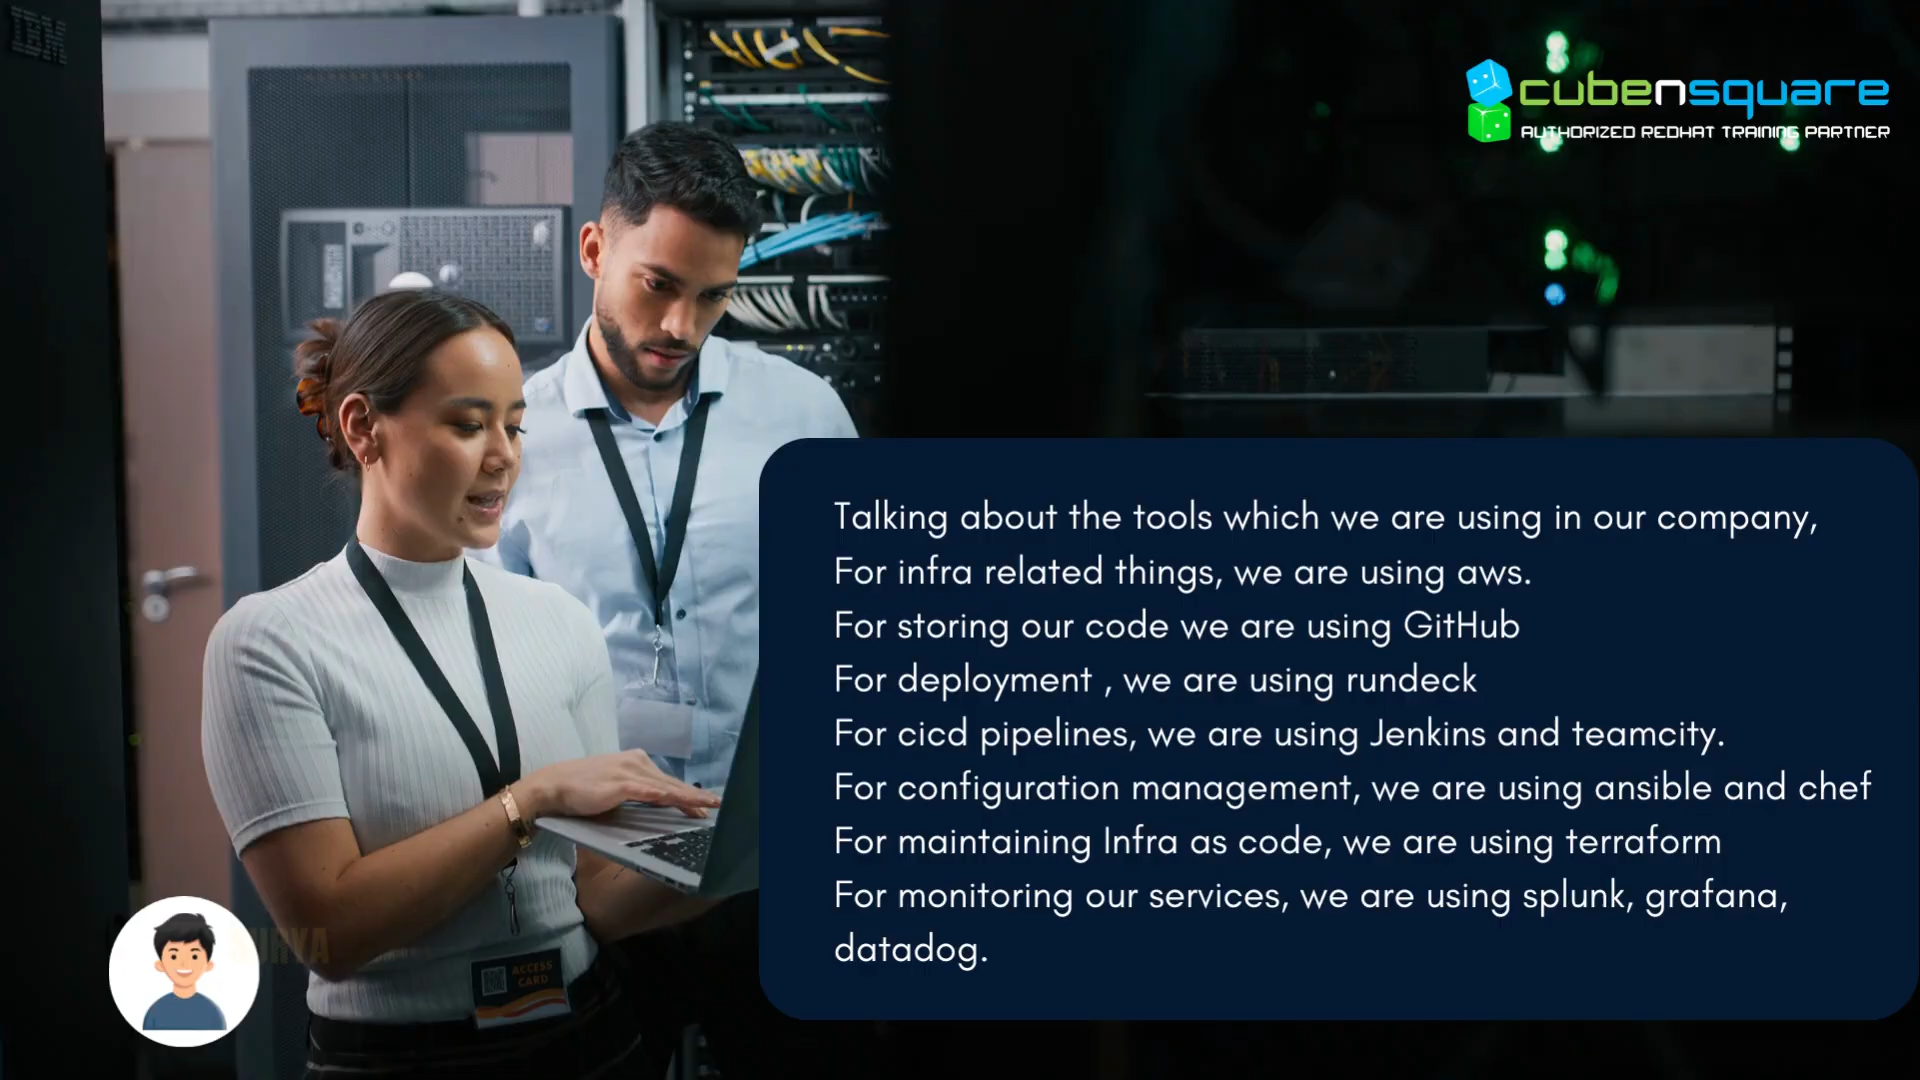 IBM
cubensquare
AUTHORIZED REDHAT TRAINING PARTNER
Talking about the tools which we are using in our company,
For infra related things, we are using aws.
For storing our code we are using GitHub
For deployment , we are using rundeck
For cicd pipelines, we are using Jenkins and teamcity.
For configuration management, we are using ansible and chef
For maintaining Infra as code, we are using terraform
For monitoring our services, we are using splunk, grafana,
datadog.
ACCESS
CARD